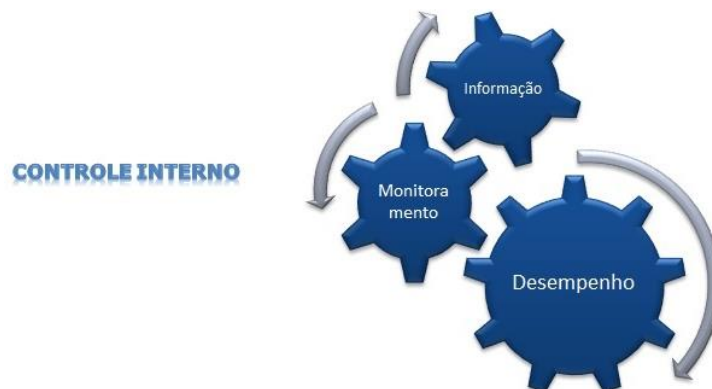 Informação
CONTROLE INTERNO
Monitora
mento
Desempenho